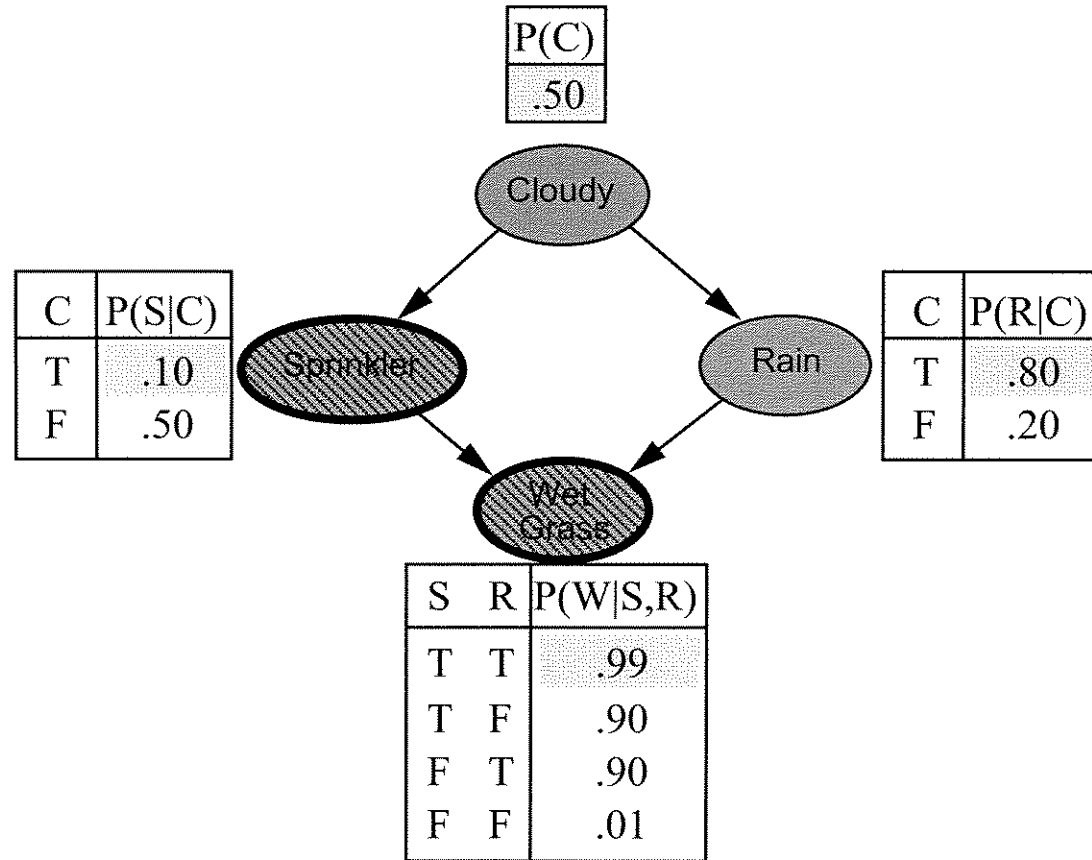 P(C)
.50
Cloudy
C P(S|C)
T .10
F .50
Sprinkler
Rain
C P(R|C)
T .80
F .20
Wet
Grass
S R P(W|S,R)
T T .99
T F .90
F T .90
F F .01